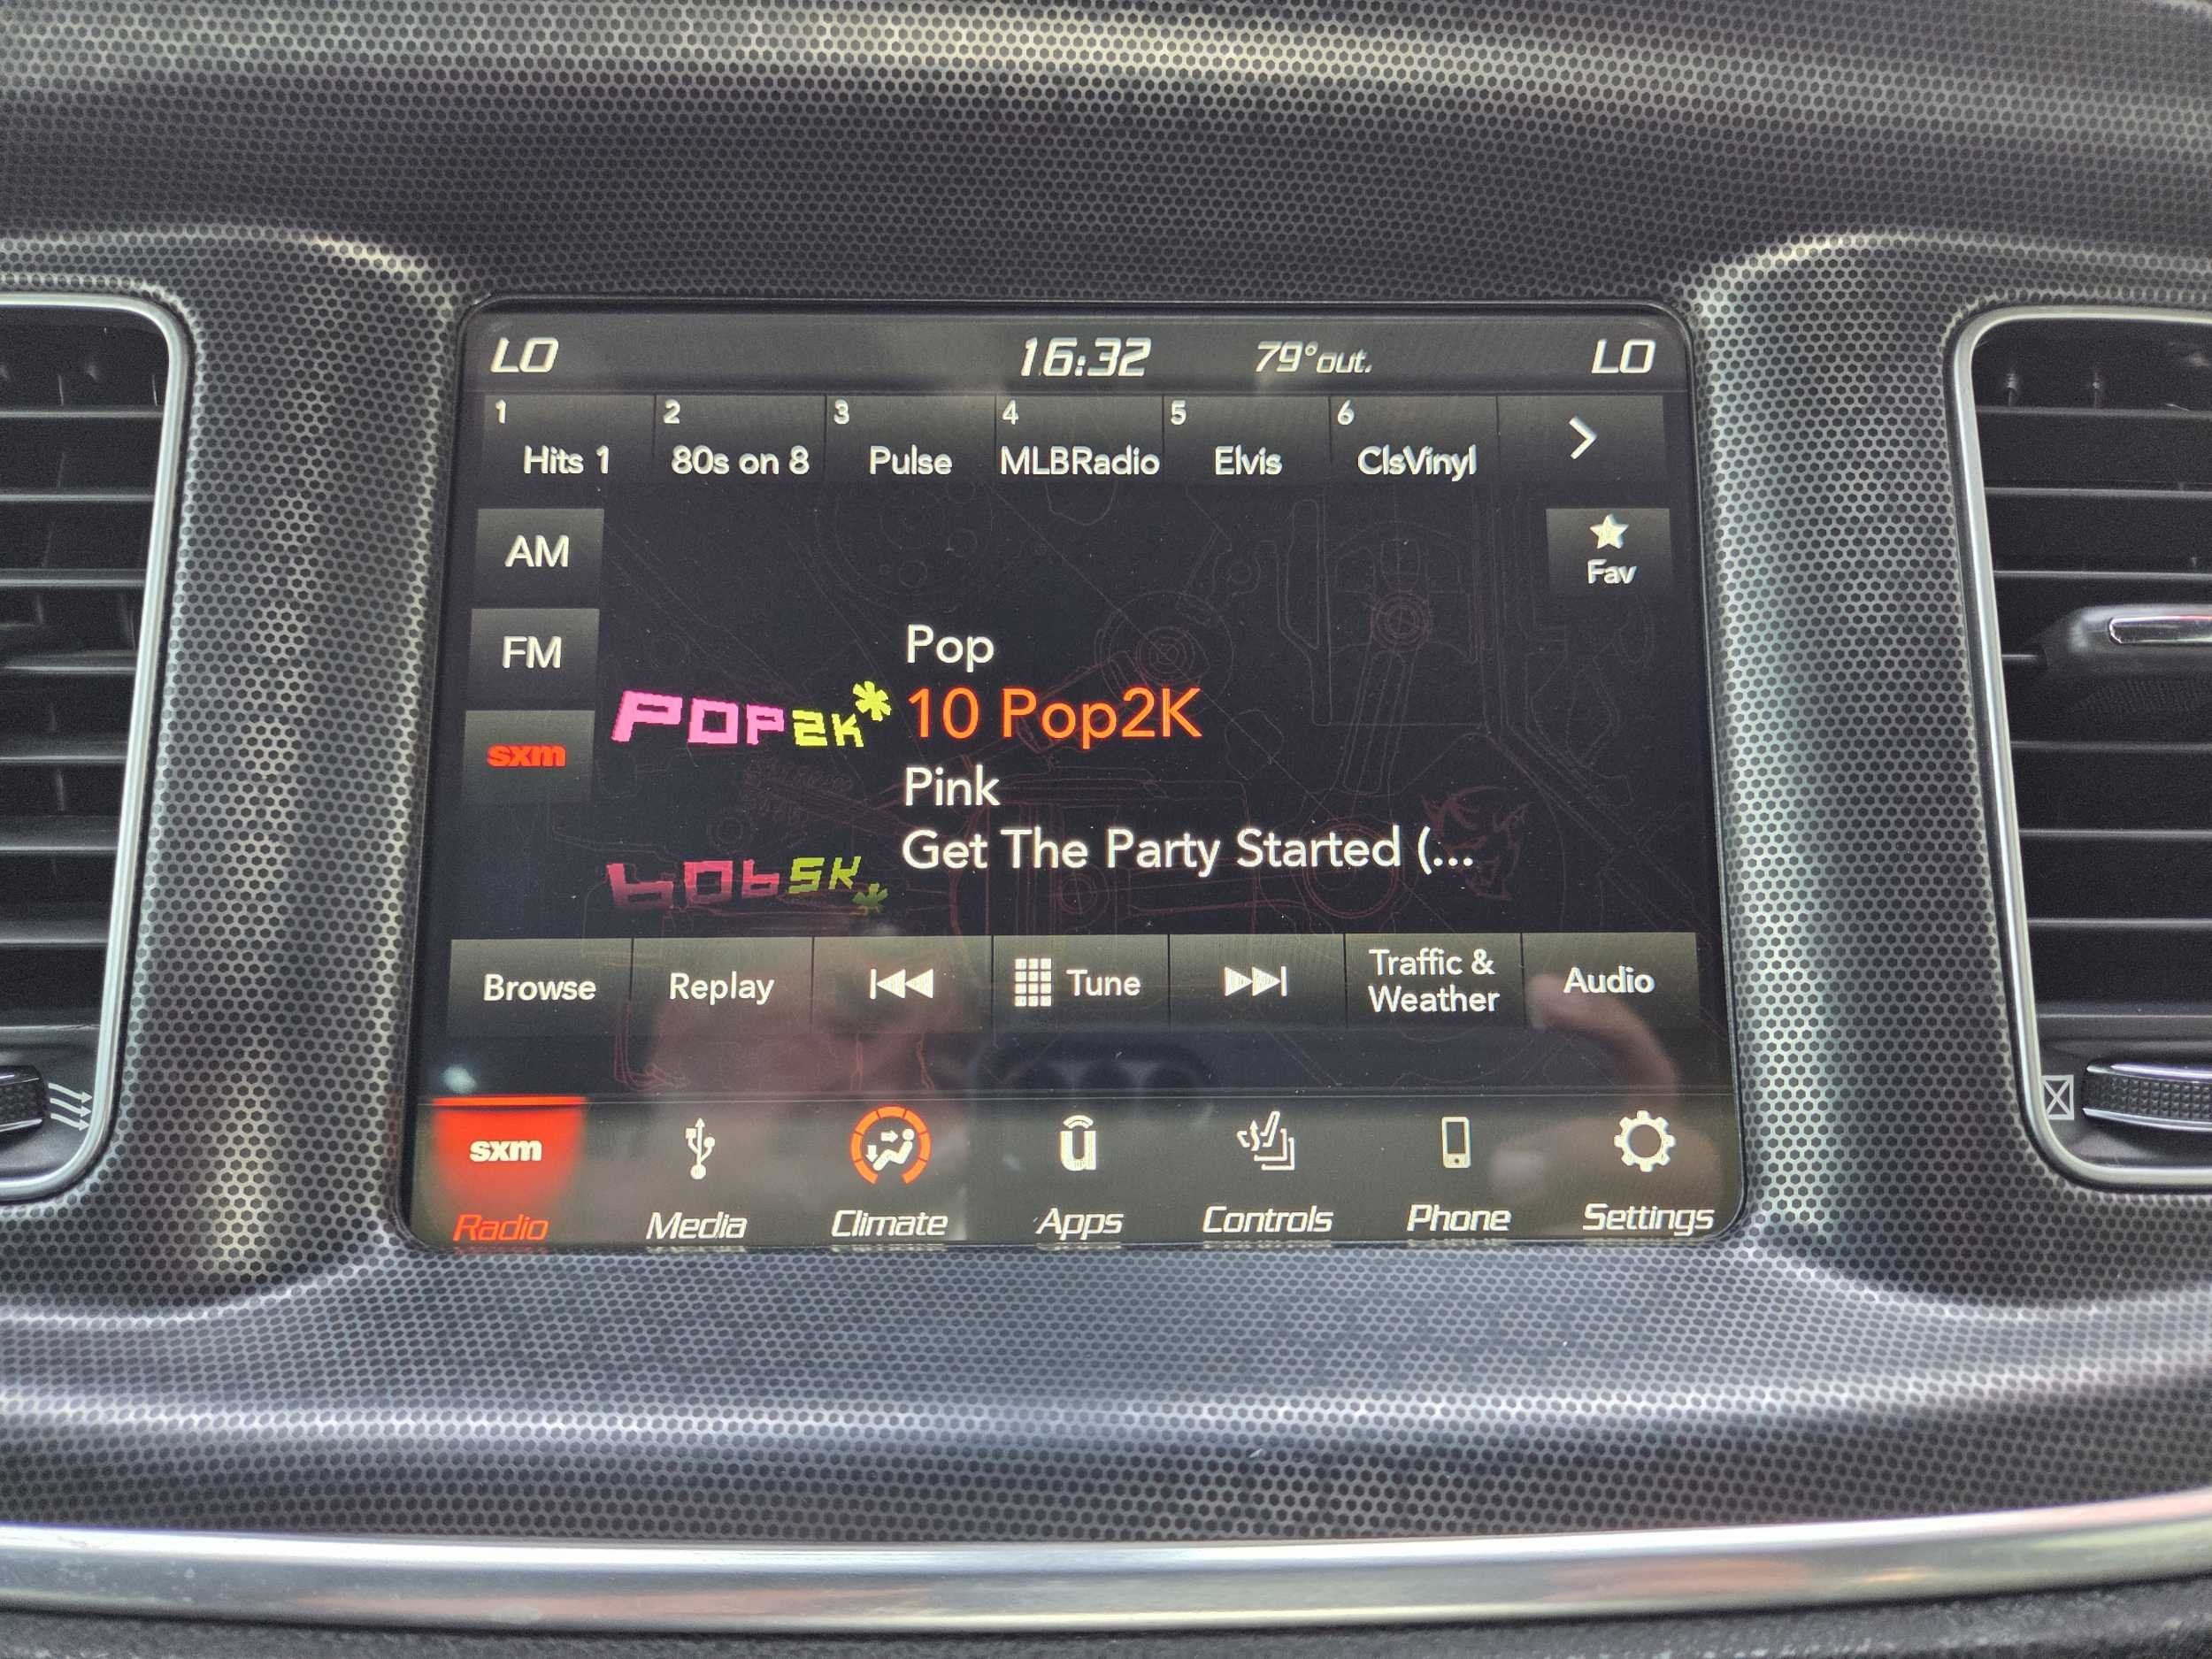 LO 16:32 79°out. LO
1 2 3 4 5 6
Hits 1 80s on 8 Pulse MLBRadio Elvis ClsVinyl
AM
Fav
FM
Pop
POP2K* 10 Pop2K
sxm
Pink
Get The Party Started (...
Browse Replay Tune Traffic & Weather Audio
sxm
Radio Media Climate Apps Controls Phone Settings